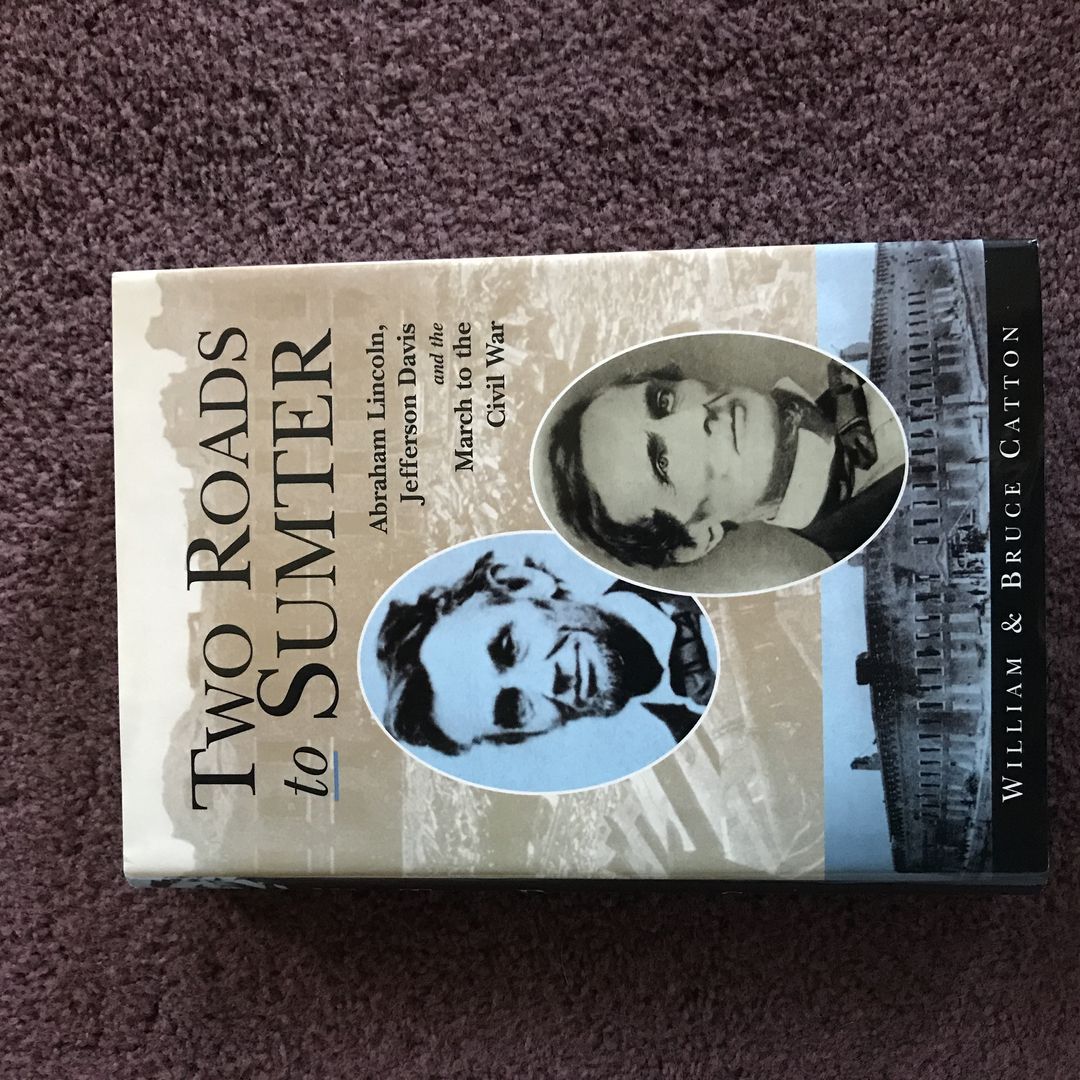 TWO ROADS
to SUMTER
Abraham Lincoln,
Jefferson Davis
and the
March to the
Civil War
WILLIAM & BRUCE CATTON